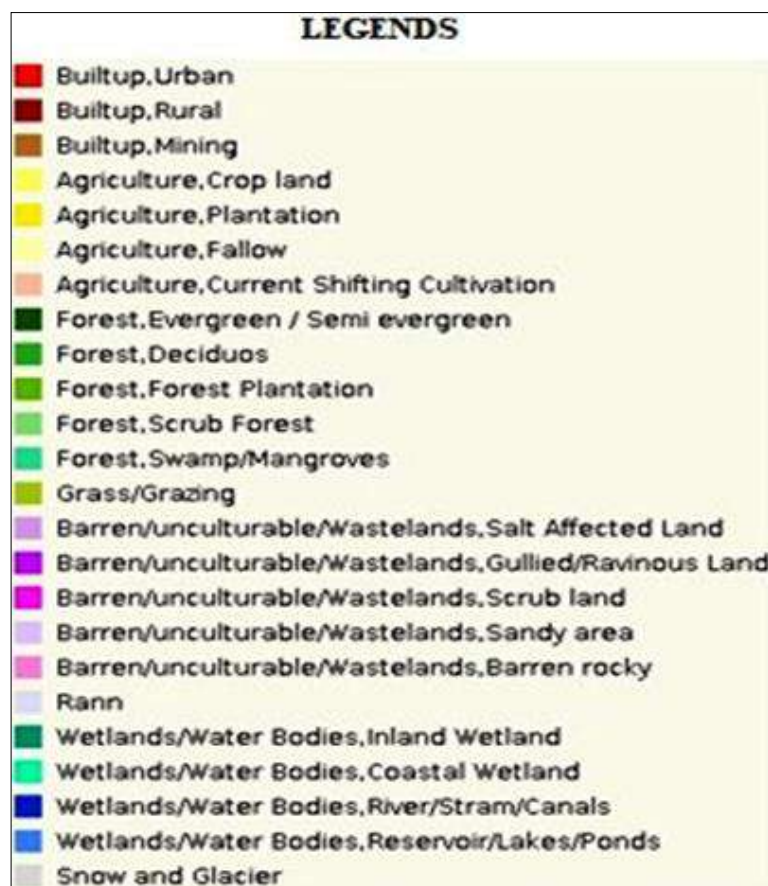 LEGENDS
Builtup,Urban
Builtup,Rural
Builtup,Mining
Agriculture,Crop land
Agriculture,Plantation
Agriculture,Fallow
Agriculture,Current Shifting Cultivation
Forest,Evergreen / Semi evergreen
Forest,Deciduos
Forest,Forest Plantation
Forest,Scrub Forest
Forest,Swamp/Mangroves
Grass/Grazing
Barren/unculturable/Wastelands,Salt Affected Land
Barren/unculturable/Wastelands,Gullied/Ravinous Land
Barren/unculturable/Wastelands,Scrub land
Barren/unculturable/Wastelands,Sandy area
Barren/unculturable/Wastelands,Barren rocky
Rann
Wetlands/Water Bodies,Inland Wetland
Wetlands/Water Bodies,Coastal Wetland
Wetlands/Water Bodies,River/Stram/Canals
Wetlands/Water Bodies,Reservoir/Lakes/Ponds
Snow and Glacier